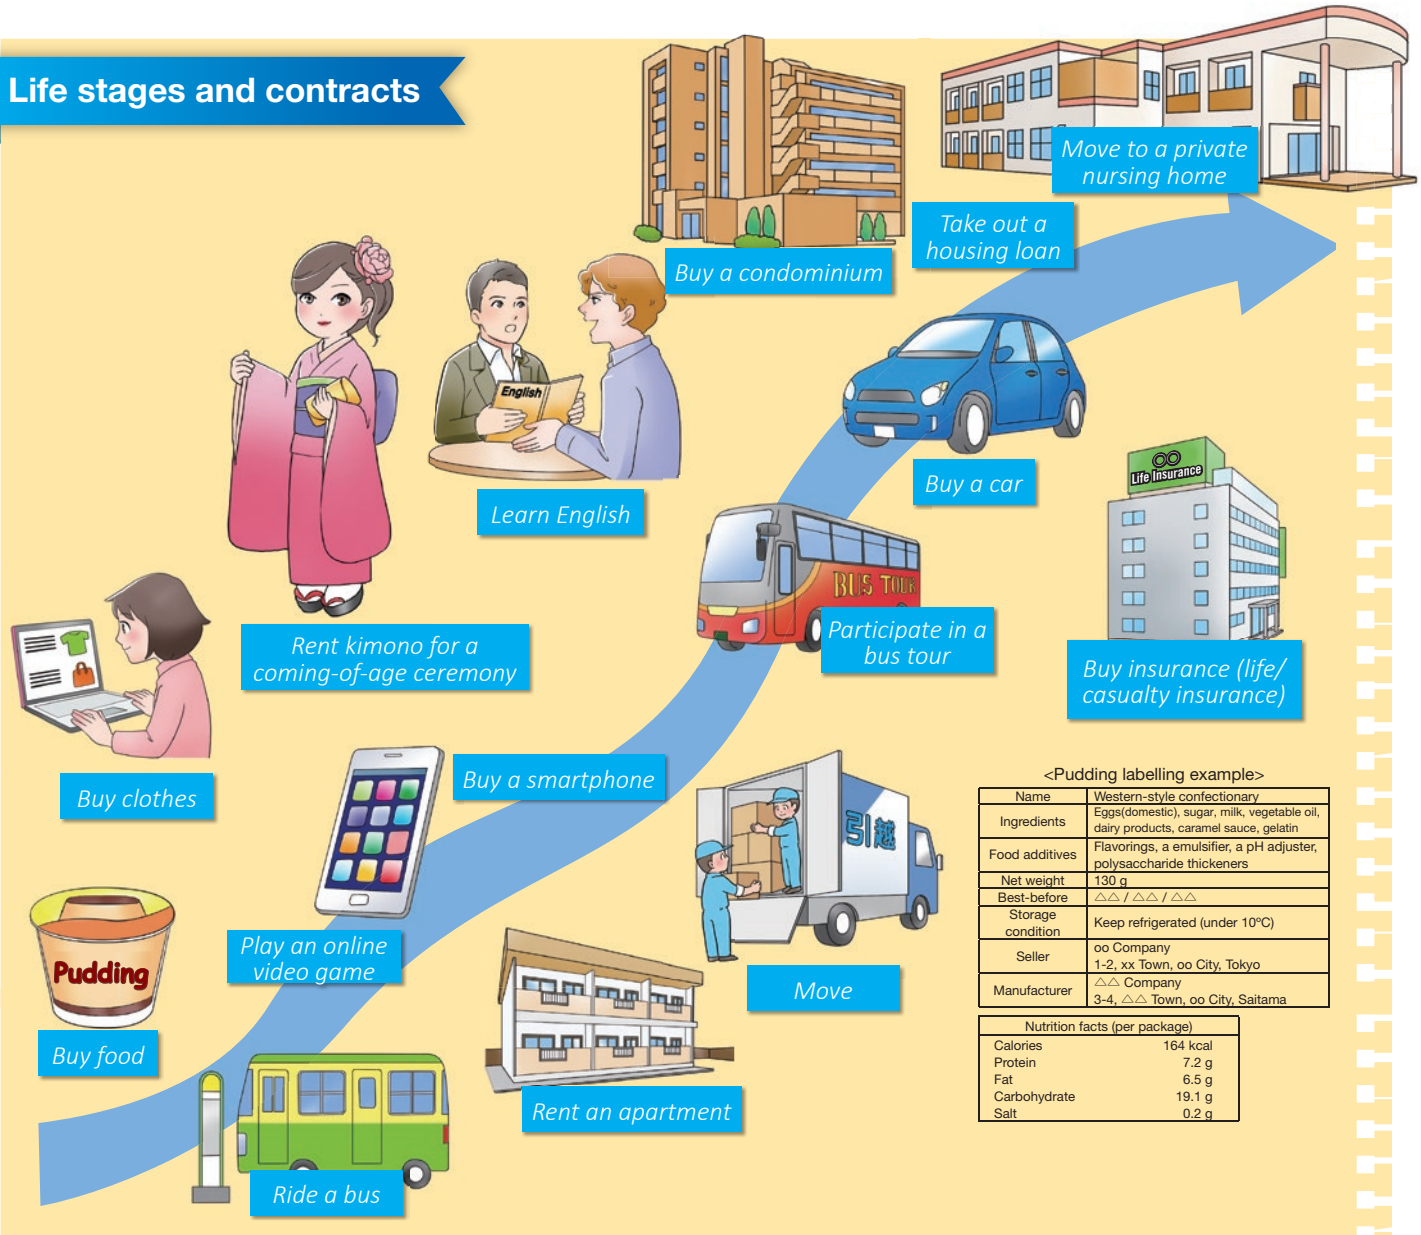 Life stages and contracts
Move to a private
nursing home
Take out a
housing loan
Buy a condominium
English
Learn English
Buy a car
Life Insurance
Buy insurance (life/
casualty insurance)
BUS TOUR
Participate in a
bus tour
Rent kimono for a
coming-of-age ceremony
Buy clothes
Buy a smartphone
Play an online
video game
引越
Move
Pudding
Buy food
Rent an apartment
Ride a bus
<Pudding labelling example>
Name Western-style confectionary
Ingredients Eggs(domestic), sugar, milk, vegetable oil,
dairy products, caramel sauce, gelatin
Food additives Flavorings, a emulsifier, a pH adjuster,
polysaccharide thickeners
Net weight 130 g
Best-before △△ / △△ / △△
Storage
condition Keep refrigerated (under 10ºC)
Seller oo Company
1-2, xx Town, oo City, Tokyo
Manufacturer △△ Company
3-4, △△ Town, oo City, Saitama
Nutrition facts (per package)
Calories 164 kcal
Protein 7.2 g
Fat 6.5 g
Carbohydrate 19.1 g
Salt 0.2 g